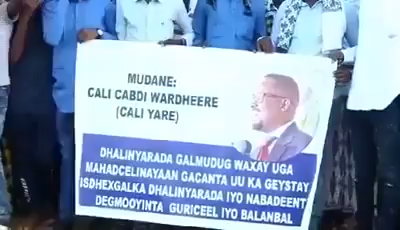 MUDANE:
CALI CABDI WARDHEERE
(CALI YARE)
DHALINYARADA GALMUDUG WAXAY UGA
MAHADCELINAYAAN GACANTA UU KA GEYSTAY
ISDHEXGALKA DHALINYARADA IYO NABADEENT
DEGMOOYINTA GURICEEL IYO BALANBAL